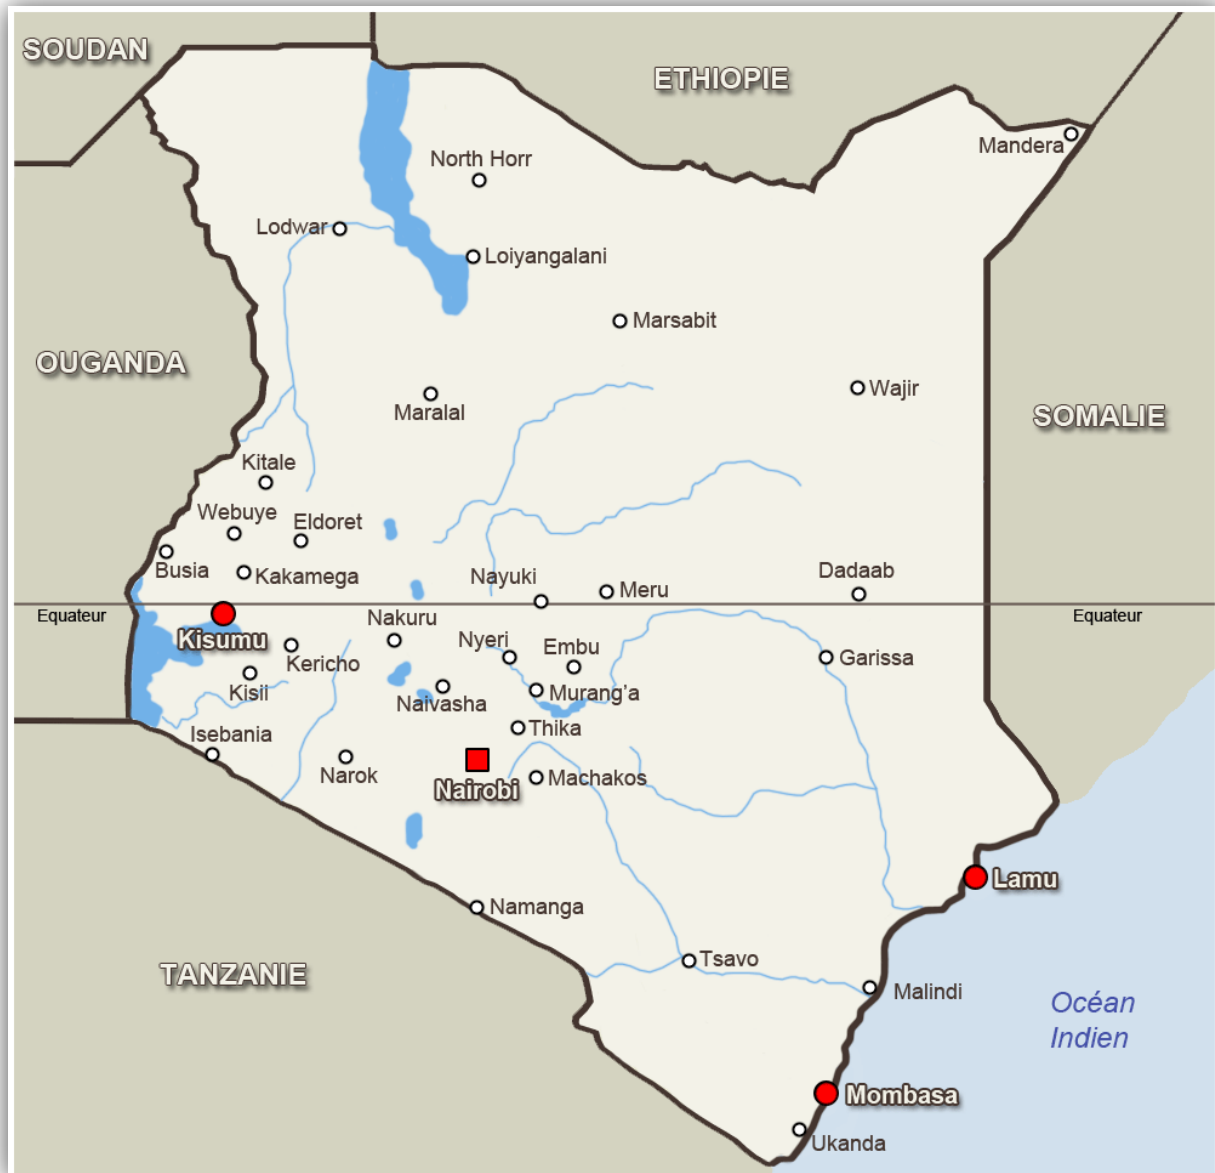 SOUDAN
ETHIOPIE
Mandera
North Horr
Lodwar
Loiyangalani
Marsabit
OUGANDA
Wajir
Maralal
SOMALIE
Kitale
Webuye
Eldoret
Busia
Kakamega
Nayuki
Meru
Dadaab
Equateur
Equateur
Kisumu
Nakuru
Nyeri
Embu
Garissa
Kericho
Kisii
Naivasha
Murang'a
Isebania
Thika
Narok
Nairobi
Machakos
Lamu
Namanga
Tsavo
TANZANIE
Malindi
Océan
Indien
Mombasa
Ukanda